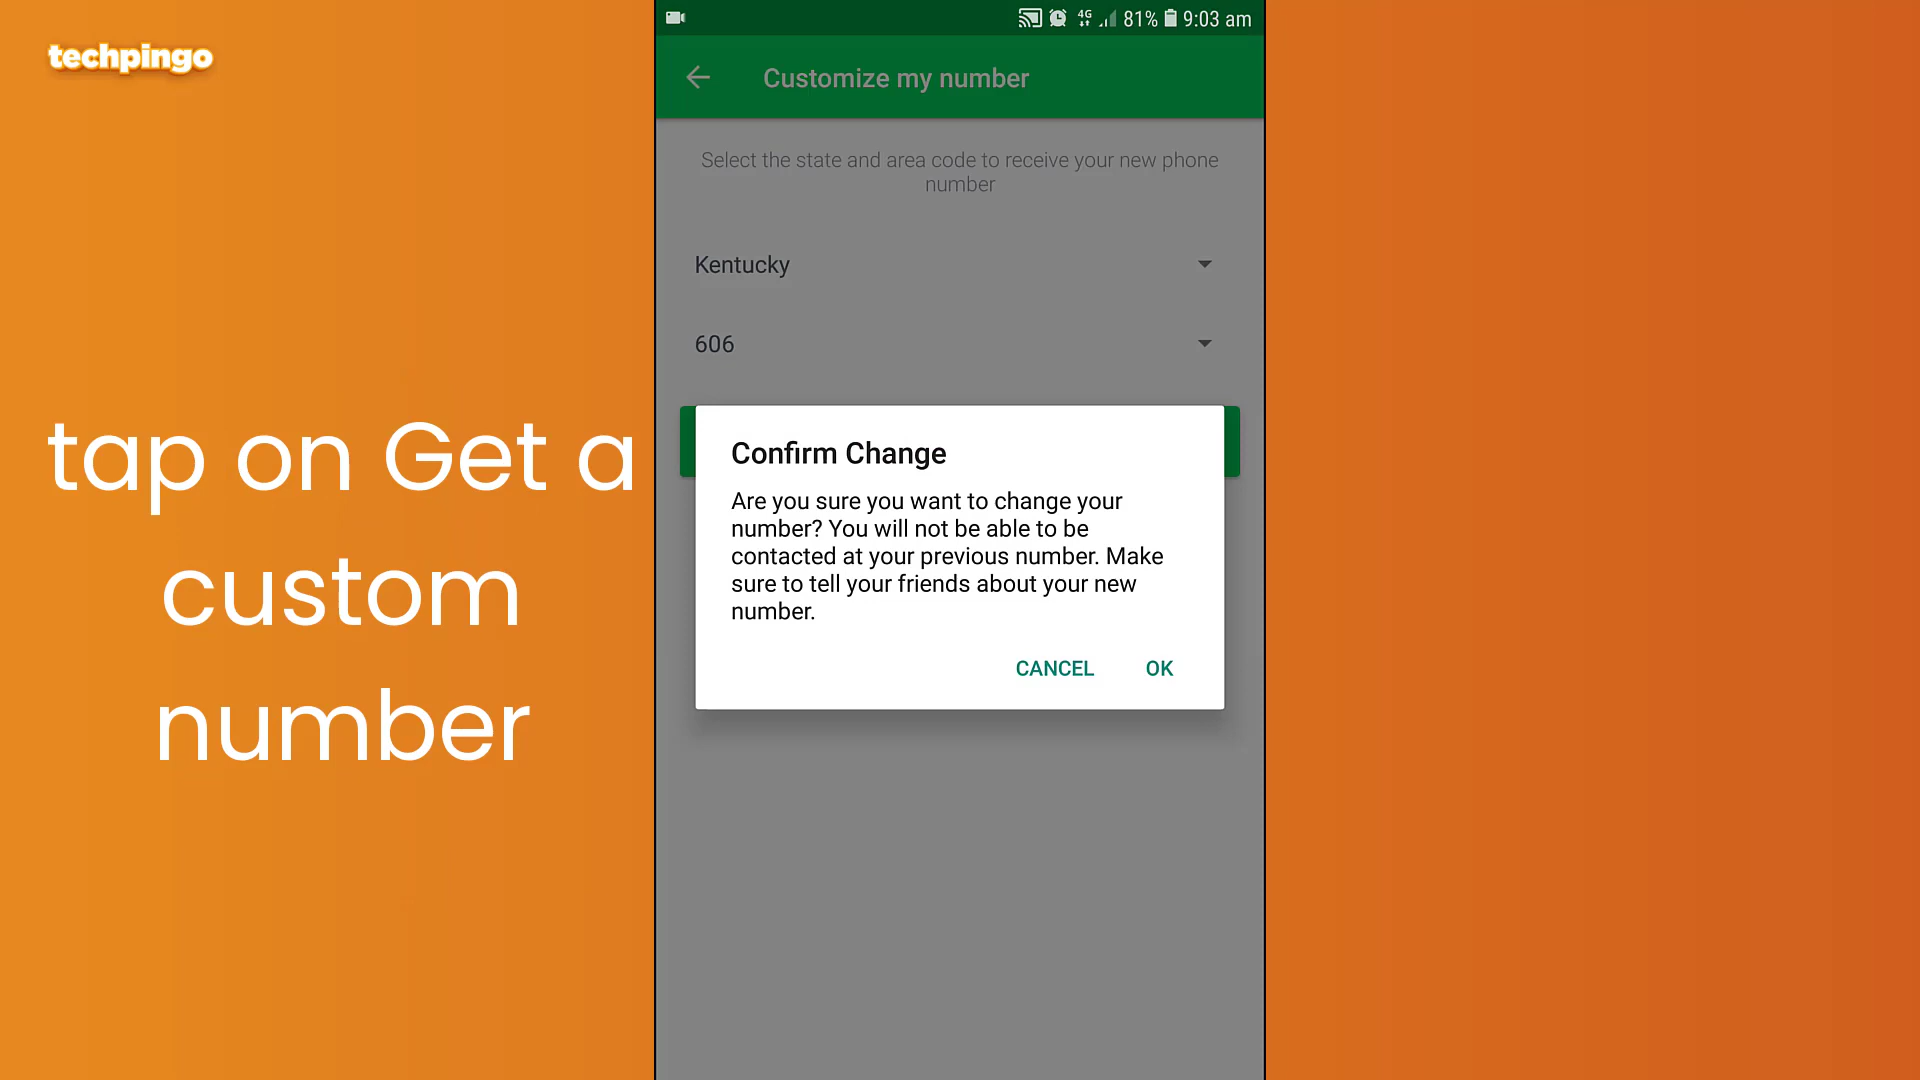 techpingo
tap on Get a
custom
number
4G 81% 9:03 am
Customize my number
Select the state and area code to receive your new phone
number
Kentucky
606
Confirm Change
Are you sure you want to change your
number? You will not be able to be
contacted at your previous number. Make
sure to tell your friends about your new
number.
CANCEL OK